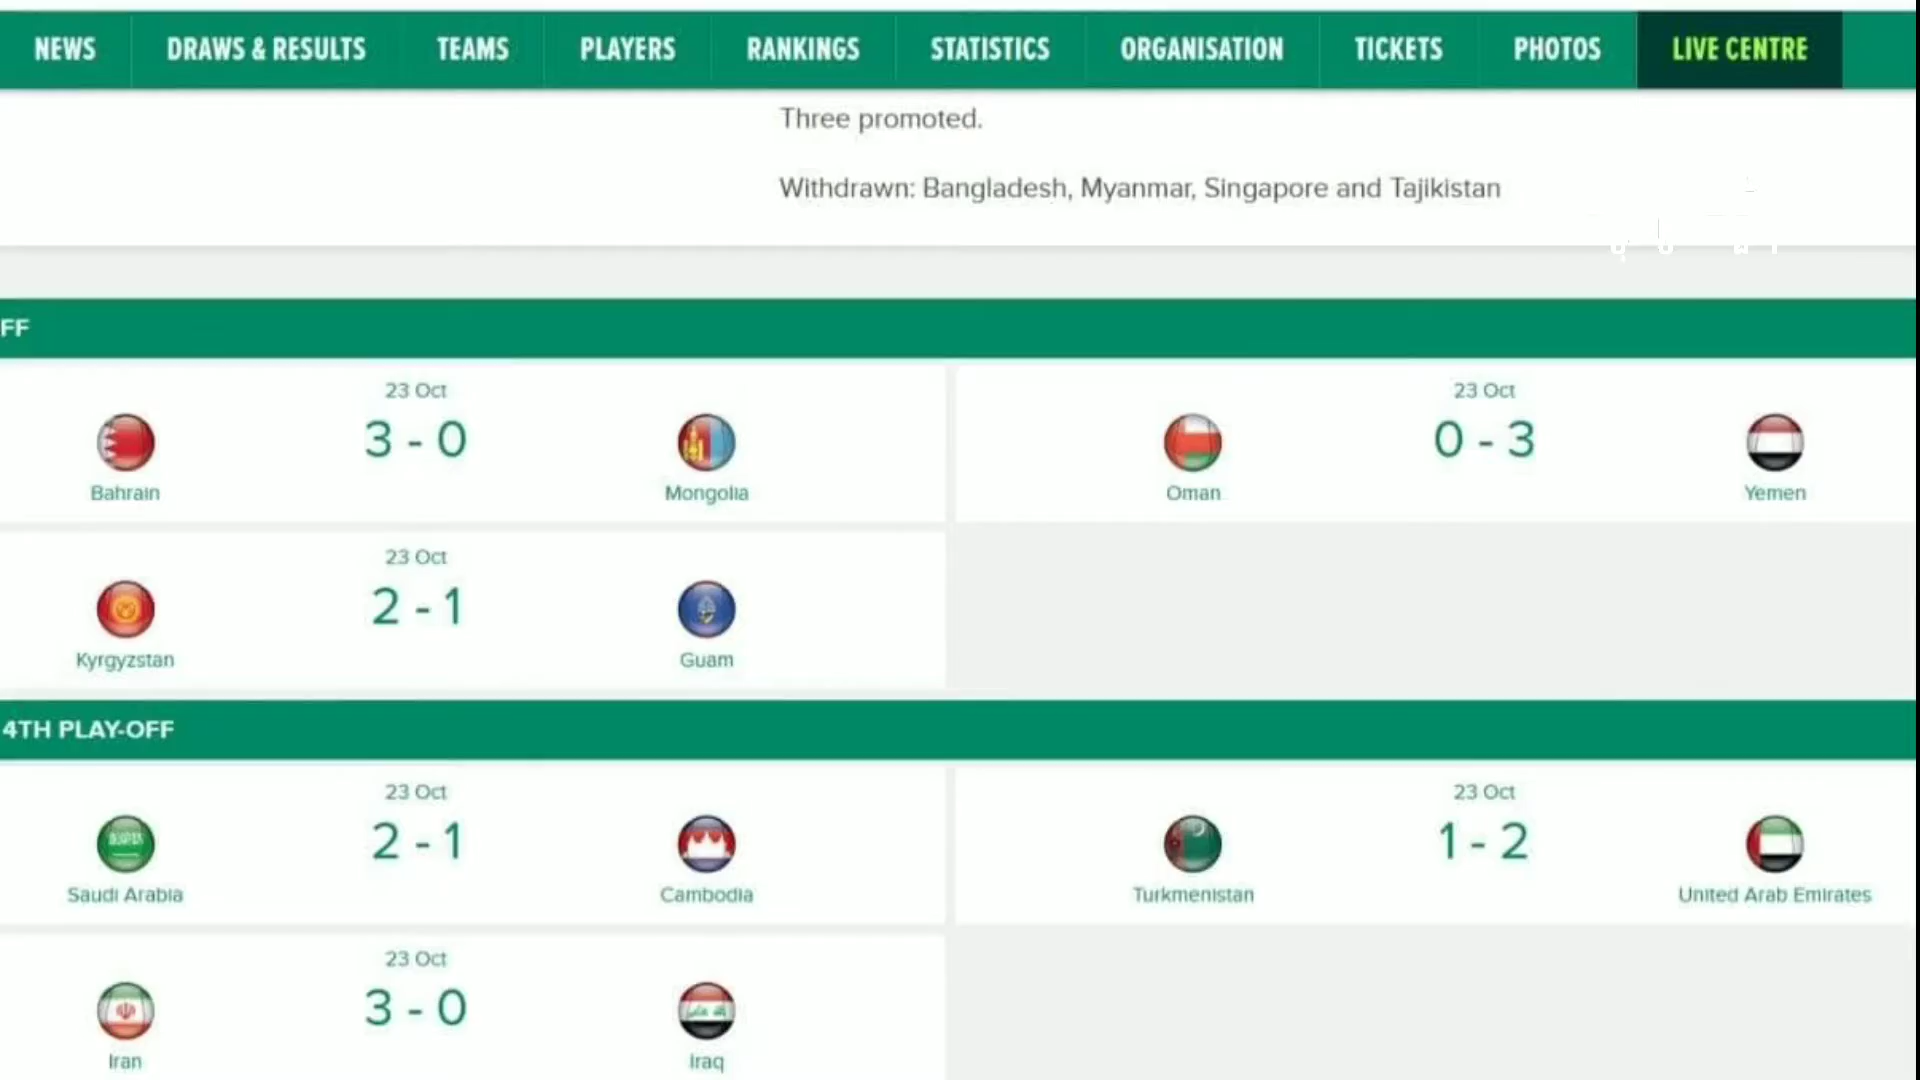 NEWS DRAWS & RESULTS TEAMS PLAYERS RANKINGS STATISTICS ORGANISATION TICKETS PHOTOS LIVE CENTRE
Three promoted.
Withdrawn: Bangladesh, Myanmar, Singapore and Tajikistan
FF
23 Oct
3 - 0
Bahrain Mongolia
23 Oct
0 - 3
Oman Yemen
23 Oct
2 - 1
Kyrgyzstan Guam
4TH PLAY-OFF
23 Oct
2 - 1
Saudi Arabia Cambodia
23 Oct
1 - 2
Turkmenistan United Arab Emirates
23 Oct
3 - 0
Iran Iraq